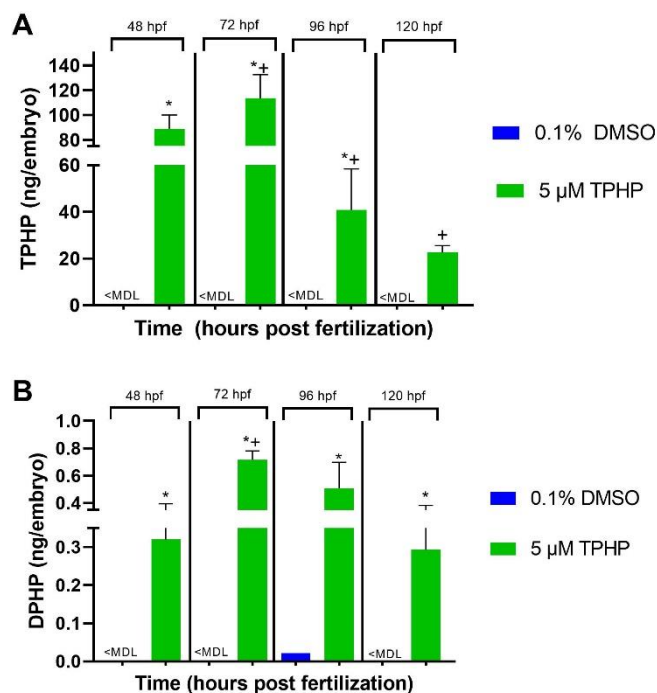 A
48 hpf 72 hpf 96 hpf 120 hpf
TPHP (ng/embryo)
140
120
100
80
60
40
20
0
*
*+
*+
+
<MDL <MDL <MDL <MDL
Time (hours post fertilization)
0.1% DMSO
5 µM TPHP
B
48 hpf 72 hpf 96 hpf 120 hpf
DPHP (ng/embryo)
1.0
0.8
0.6
0.4
0.3
0.2
0.1
0.0
*
*+
*
*
<MDL <MDL <MDL
Time (hours post fertilization)
0.1% DMSO
5 µM TPHP